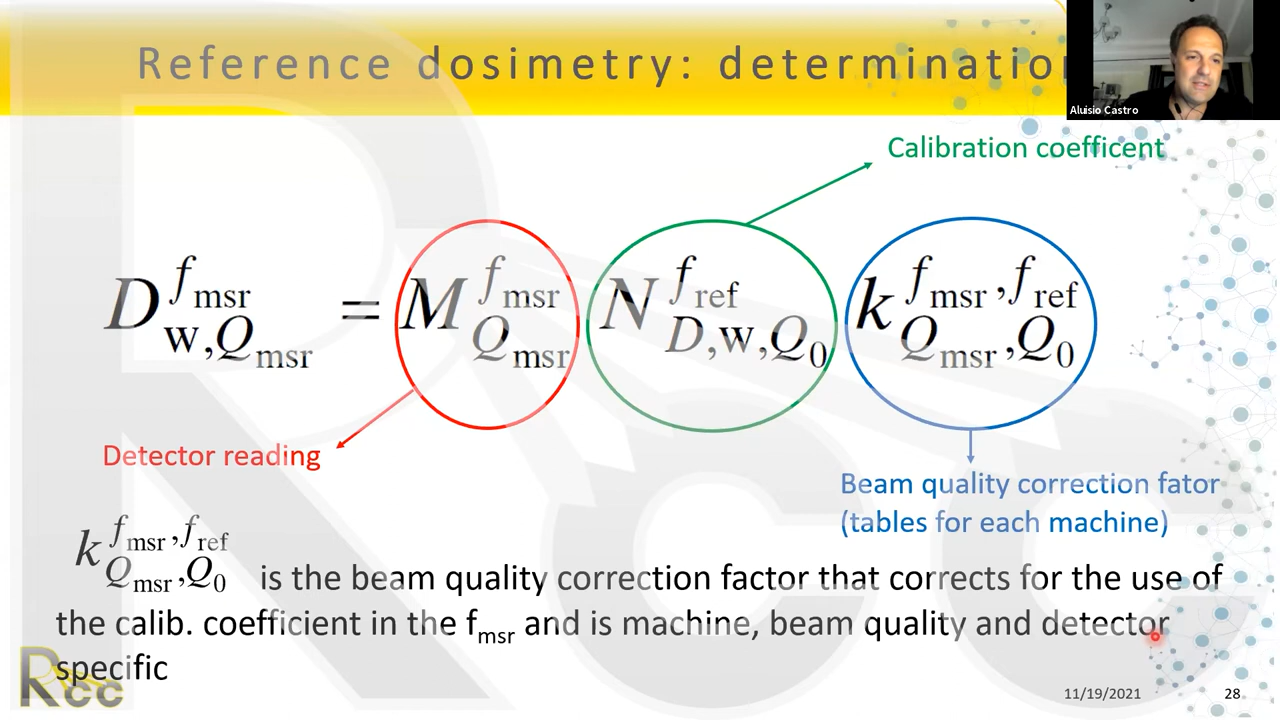 Reference dosimetry: determinatio
Aluisio Castro
Calibration coefficent
D w,Q_msr ^f_msr = M Q_msr ^f_msr N D,w,Q_0 ^f_ref k Q_msr,Q_0 ^f_msr,f_ref
Detector reading
Beam quality correction fator
(tables for each machine)
k Q_msr,Q_0 ^f_msr,f_ref is the beam quality correction factor that corrects for the use of
the calib. coefficient in the f_msr and is machine, beam quality and detector
specific
Rcc
11/19/2021
28